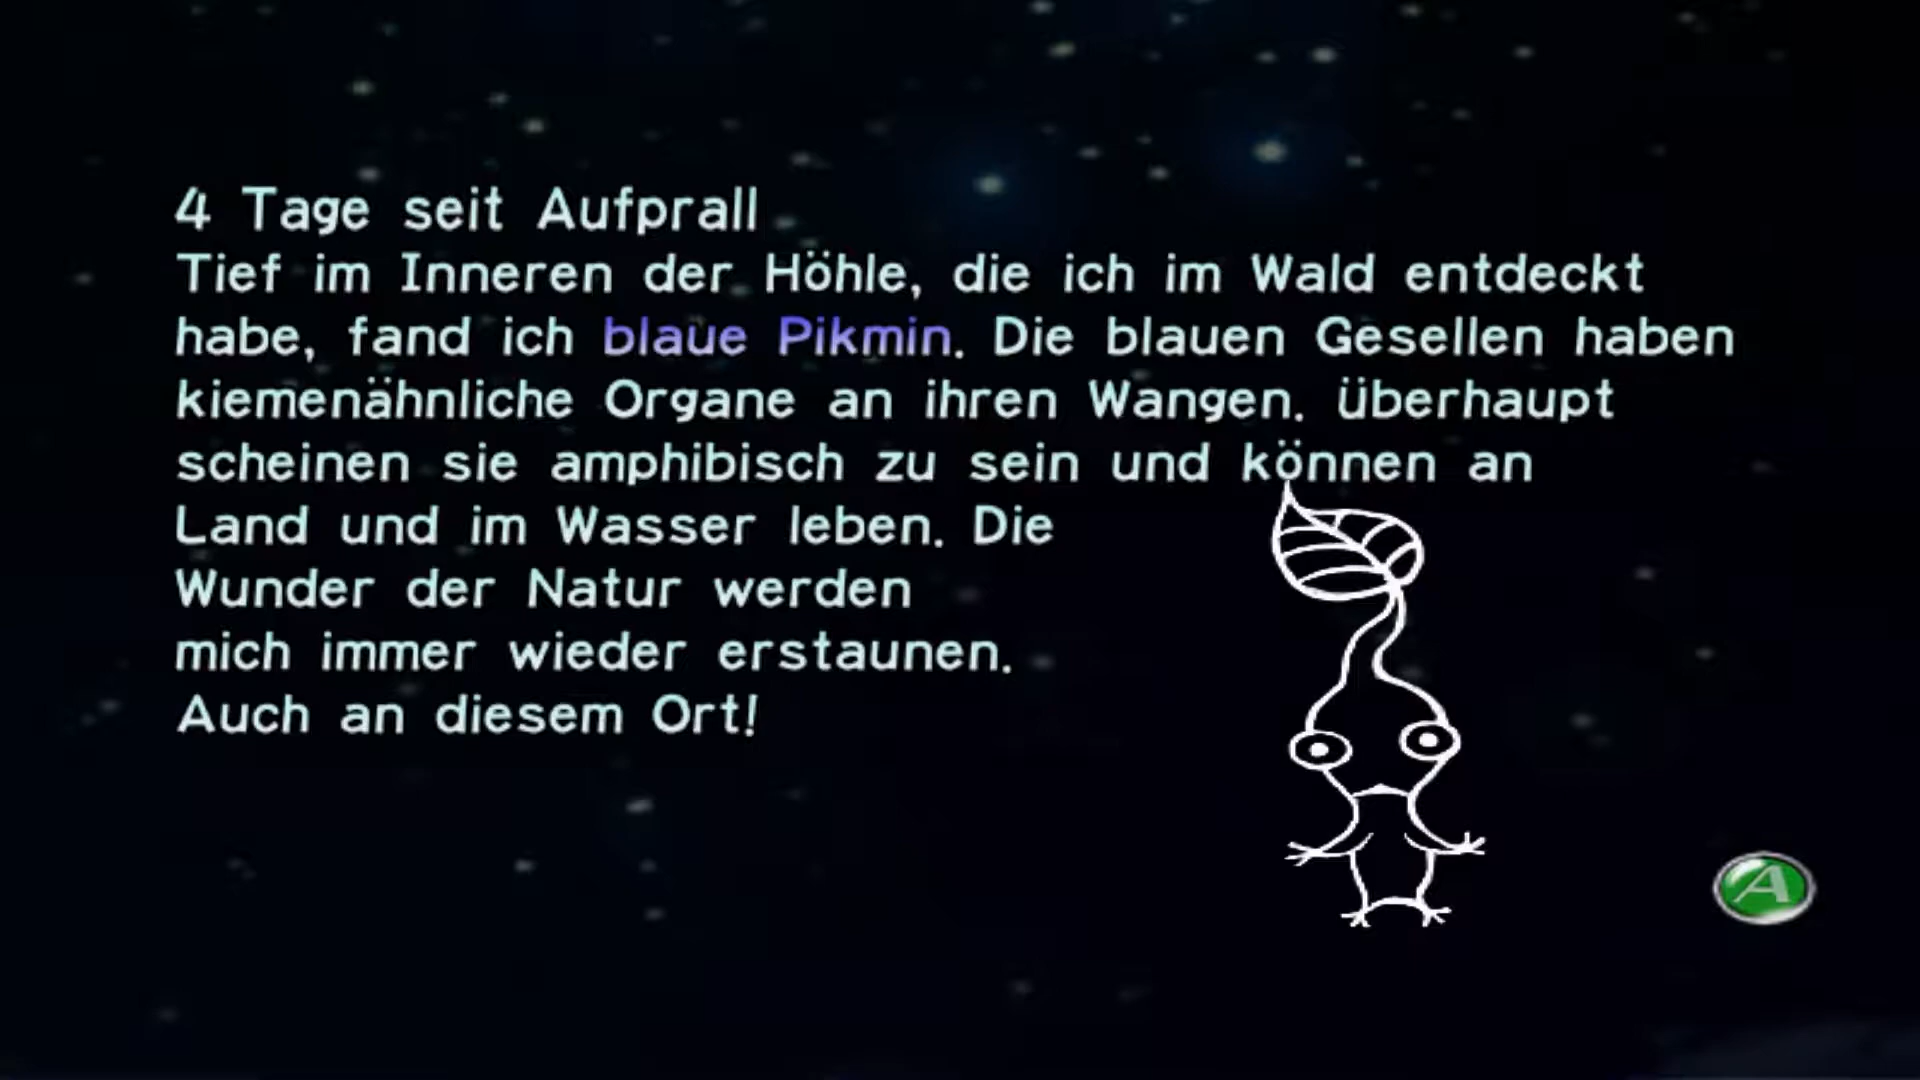 4 Tage seit Aufprall
Tief im Inneren der Höhle, die ich im Wald entdeckt
habe, fand ich blaue Pikmin. Die blauen Gesellen haben
kiemenähnliche Organe an ihren Wangen. überhaupt
scheinen sie amphibisch zu sein und können an
Land und im Wasser leben. Die
Wunder der Natur werden
mich immer wieder erstaunen.
Auch an diesem Ort!
A